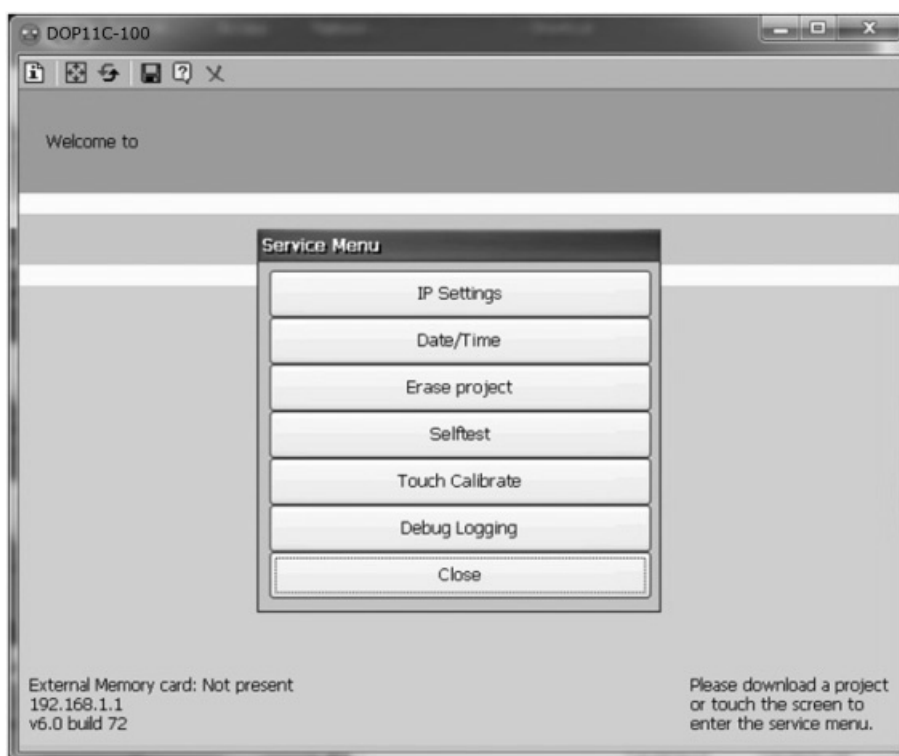 DOP11C-100
Welcome to
Service Menu
IP Settings
Date/Time
Erase project
Selftest
Touch Calibrate
Debug Logging
Close
External Memory card: Not present
192.168.1.1
v6.0 build 72
Please download a project
or touch the screen to
enter the service menu.